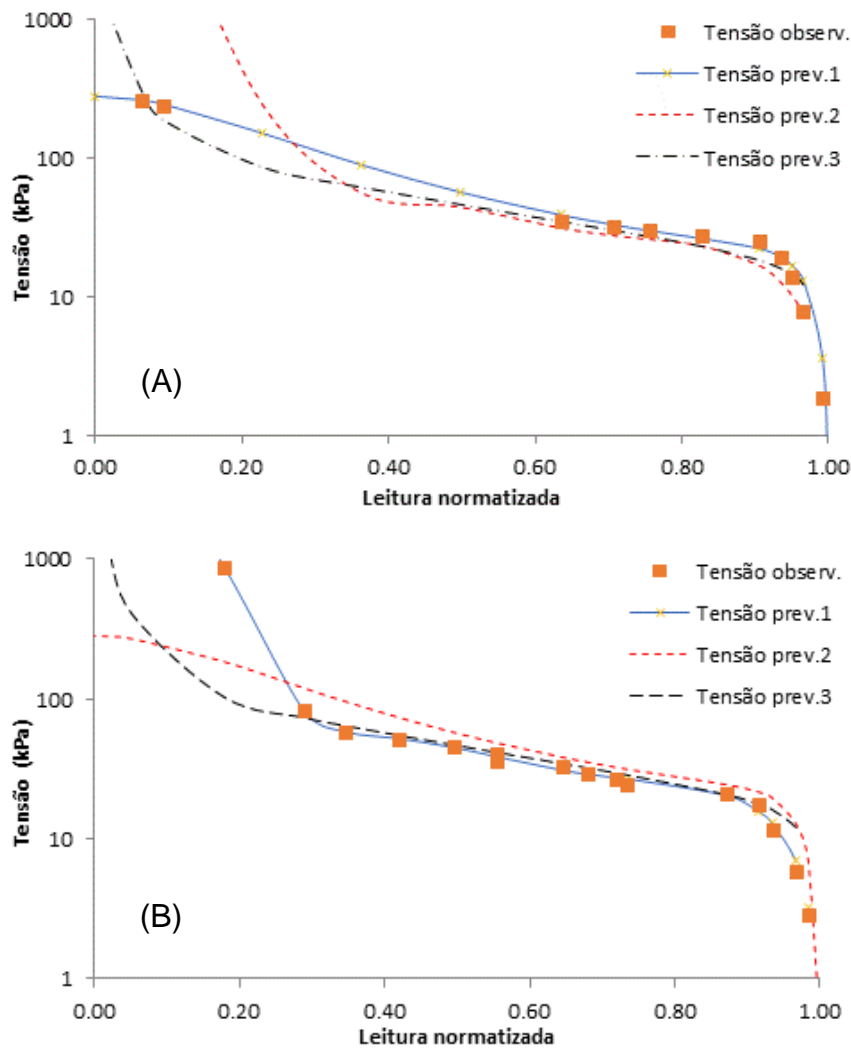 1000
100
10
1
Tensão (kPa)
Tensão observ.
Tensão prev.1
Tensão prev.2
Tensão prev.3
(A)
0.00 0.20 0.40 0.60 0.80 1.00
Leitura normatizada
1000
100
10
1
Tensão (kPa)
Tensão observ.
Tensão prev.1
Tensão prev.2
Tensão prev.3
(B)
0.00 0.20 0.40 0.60 0.80 1.00
Leitura normatizada